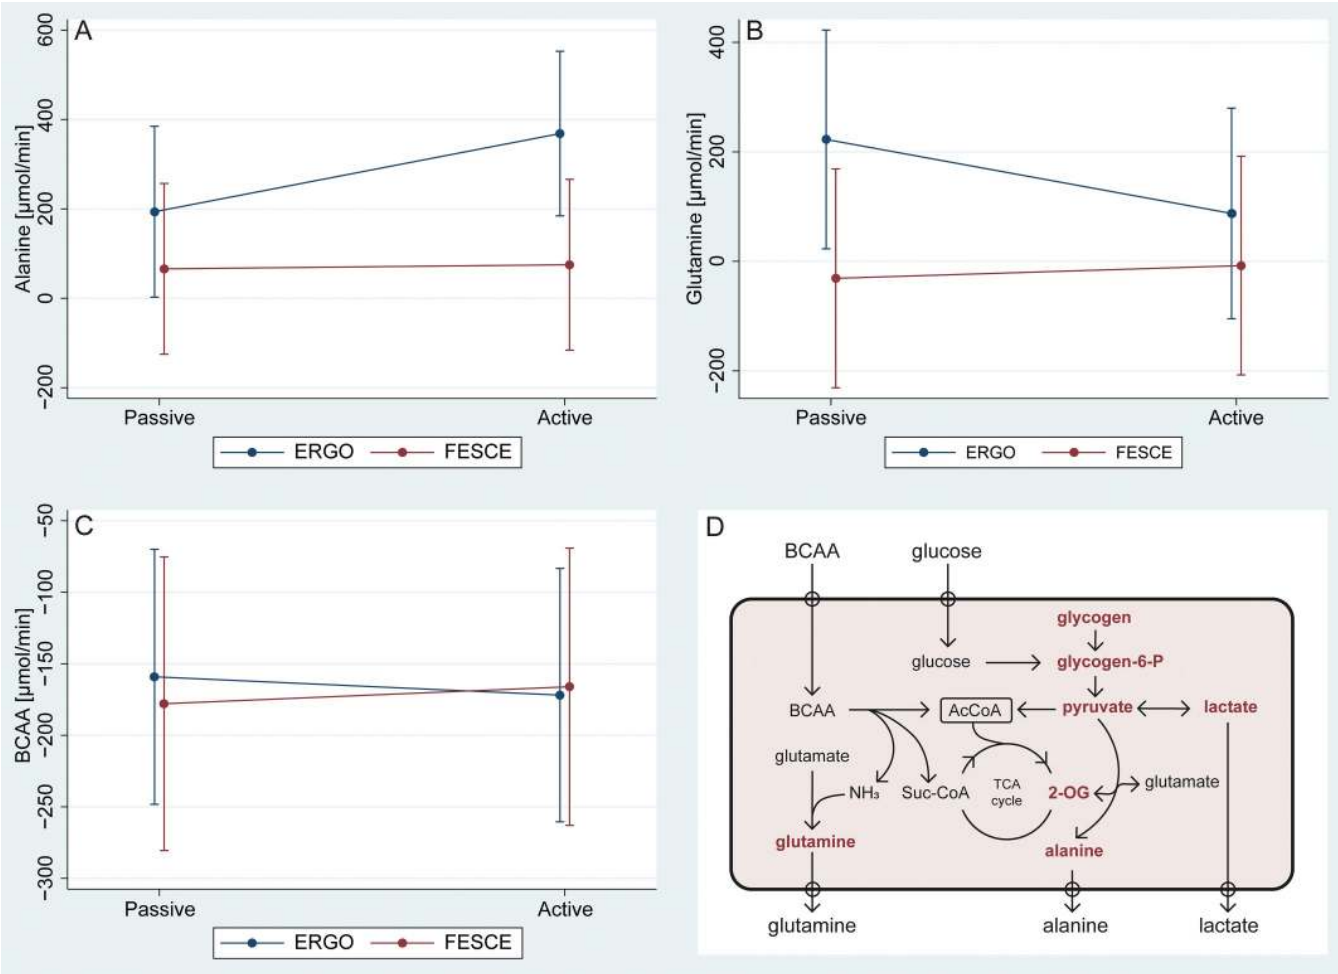 A
Alanine [µmol/min]
600
400
200
0
−200
Passive
Active
ERGO
FESCE
B
Glutamine [µmol/min]
400
200
0
−200
Passive
Active
ERGO
FESCE
C
BCAA [µmol/min]
−50
−100
−150
−200
−250
−300
Passive
Active
ERGO
FESCE
D
BCAA
glucose
glycogen
glucose
glycogen-6-P
BCAA
AcCoA
pyruvate
lactate
glutamate
NH₃
Suc-CoA
TCA
cycle
2-OG
glutamate
glutamine
alanine
glutamine
alanine
lactate